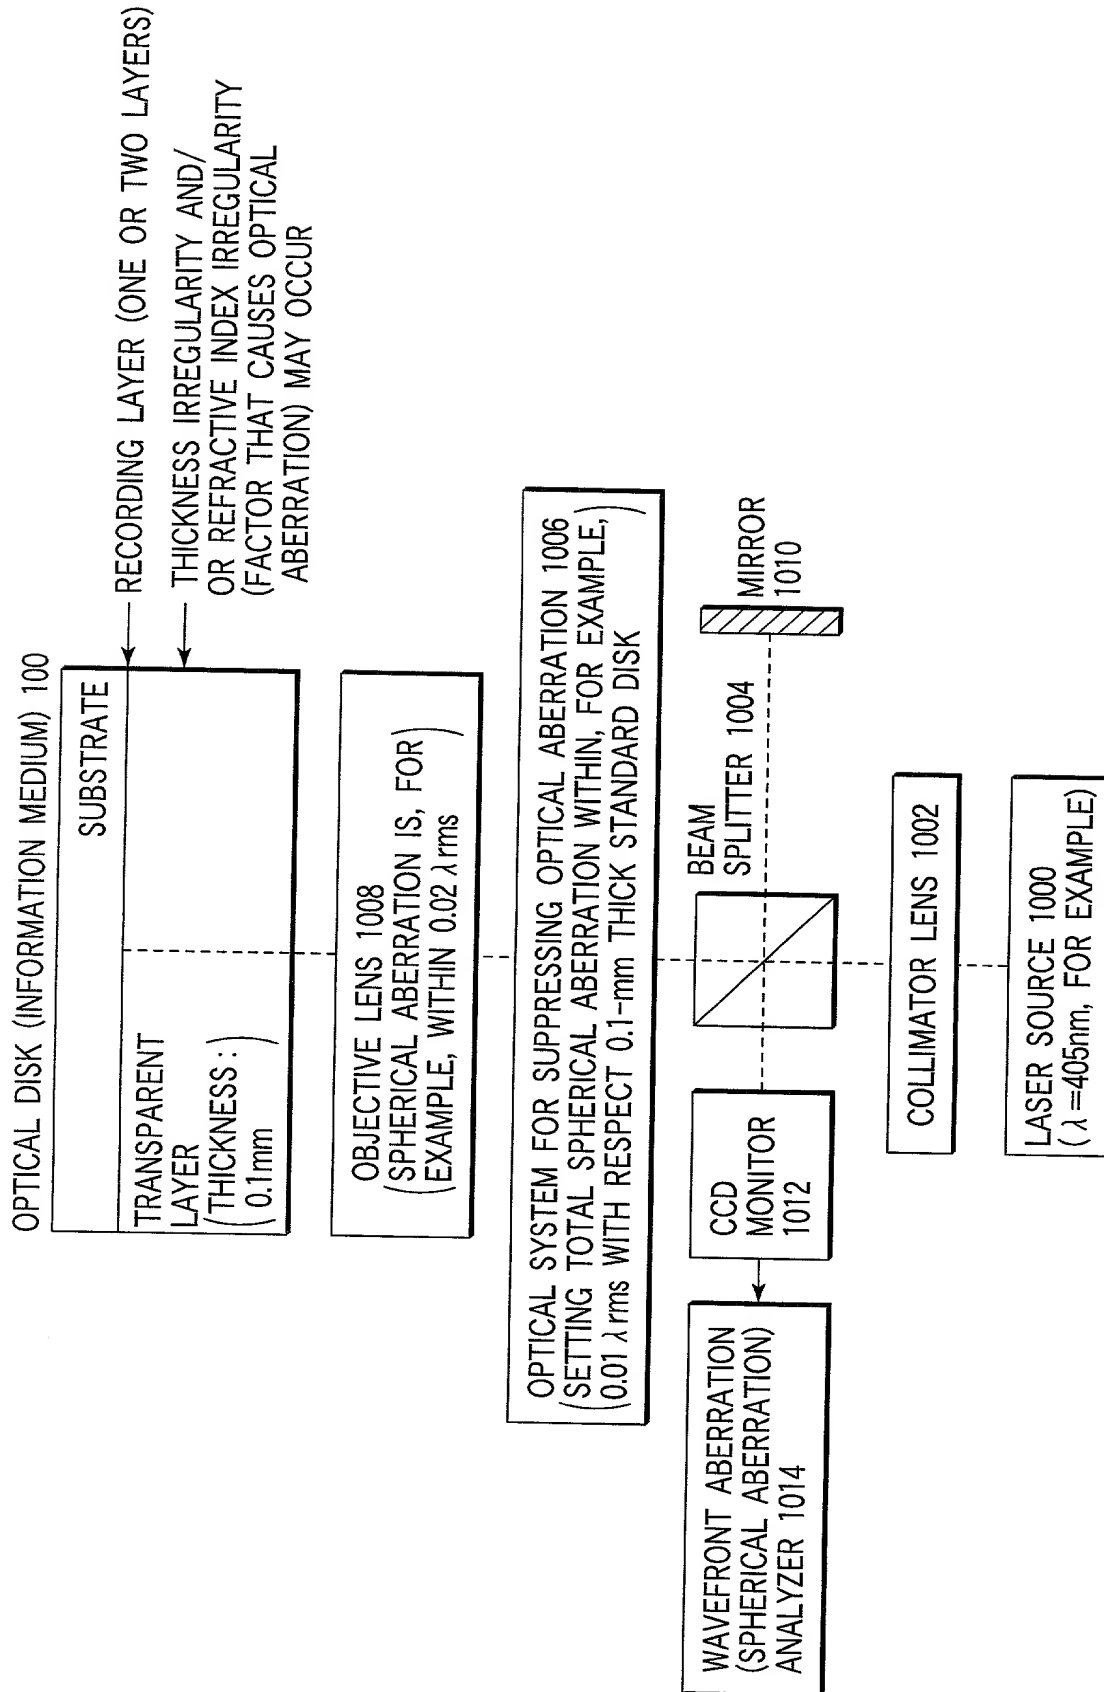 OPTICAL DISK (INFORMATION MEDIUM) 100
SUBSTRATE
TRANSPARENT
LAYER
(THICKNESS:
0.1mm)
RECORDING LAYER (ONE OR TWO LAYERS)
THICKNESS IRREGULARITY AND/
OR REFRACTIVE INDEX IRREGULARITY
(FACTOR THAT CAUSES OPTICAL
ABERRATION) MAY OCCUR
OBJECTIVE LENS 1008
(SPHERICAL ABERRATION IS, FOR
EXAMPLE, WITHIN 0.02 λrms)
OPTICAL SYSTEM FOR SUPPRESSING OPTICAL ABERRATION 1006
(SETTING TOTAL SPHERICAL ABERRATION WITHIN, FOR EXAMPLE,
0.01 λrms WITH RESPECT 0.1-mm THICK STANDARD DISK)
BEAM
SPLITTER 1004
MIRROR
1010
CCD
MONITOR
1012
WAVEFRONT ABERRATION
(SPHERICAL ABERRATION)
ANALYZER 1014
COLLIMATOR LENS 1002
LASER SOURCE 1000
(λ=405nm, FOR EXAMPLE)